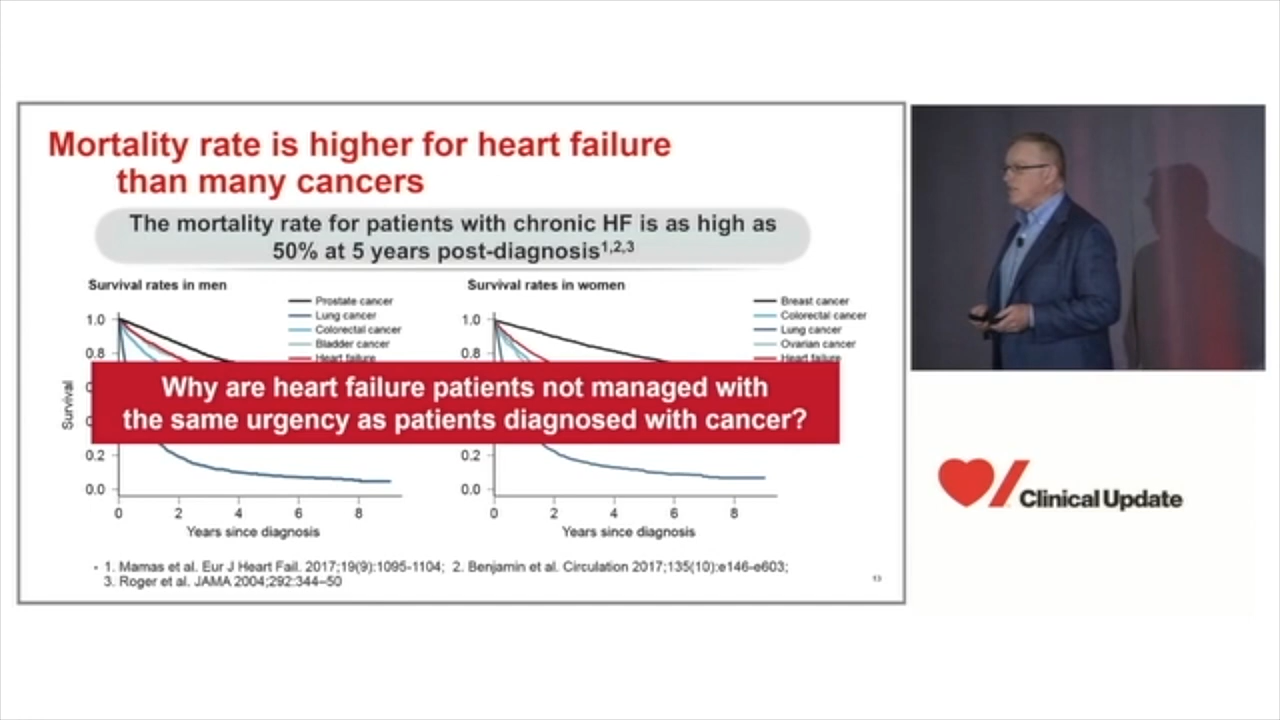 Mortality rate is higher for heart failure
than many cancers
The mortality rate for patients with chronic HF is as high as
50% at 5 years post-diagnosis1,2,3
Survival rates in men
Prostate cancer
Lung cancer
Colorectal cancer
Bladder cancer
Heart failure
1.0
0.8
0.2
0.0
Survival
0 2 4 6 8
Years since diagnosis
Survival rates in women
Breast cancer
Colorectal cancer
Lung cancer
Ovarian cancer
Heart failure
1.0
0.8
0.2
0.0
0 2 4 6 8
Years since diagnosis
Why are heart failure patients not managed with
the same urgency as patients diagnosed with cancer?
• 1. Mamas et al. Eur J Heart Fail. 2017;19(9):1095-1104; 2. Benjamin et al. Circulation 2017;135(10):e146-e603;
3. Roger et al. JAMA 2004;292:344–50
13
Clinical Update